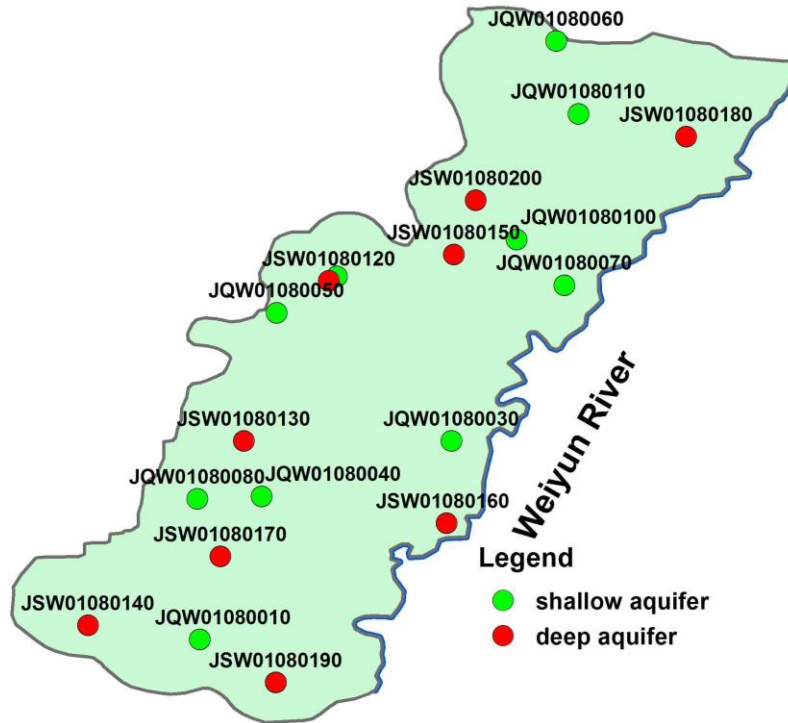 JQW01080060
JQW01080110
JSW01080180
JSW01080200
JQW01080100
JSW01080150
JSW01080120
JQW01080070
JQW01080050
JSW01080130
JQW01080030
JQW01080080
JQW01080040
JSW01080160
JSW01080170
JSW01080140
JQW01080010
JSW01080190
Weiyun River
Legend
shallow aquifer
deep aquifer